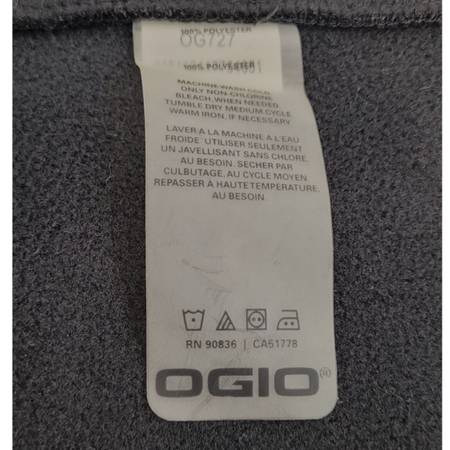 100% POLYESTER
OG727
100% POLYESTER
MACHINE WASH COLD
ONLY NON-CHLORINE
BLEACH, WHEN NEEDED
TUMBLE DRY MEDIUM, CYCLE
WARM IRON, IF NECESSARY
LAVER A LA MACHINE A L'EAU
FROIDE, UTILISER SEULEMENT
UN JAVELLISANT SANS CHLORE,
AU BESOIN, SECHER PAR
CULBUTAGE, AU CYCLE MOYEN
REPASSER A HAUTE TEMPERATURE,
AU BESOIN
RN 90836 | CA51778
OGIO®